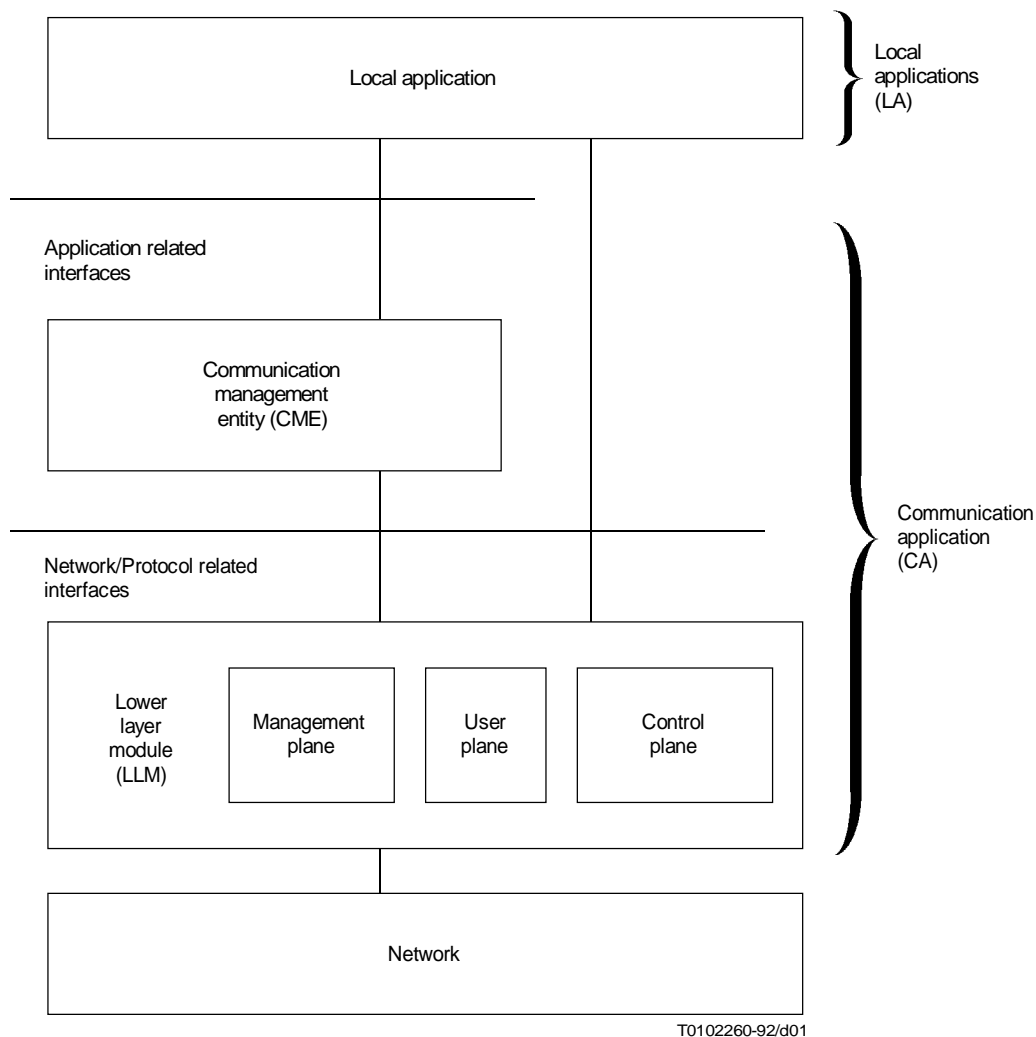 Local application
Local
applications
(LA)
Application related
interfaces
Communication
management
entity (CME)
Communication
application
(CA)
Network/Protocol related
interfaces
Lower
layer
module
(LLM)
Management
plane
User
plane
Control
plane
Network
T0102260-92/d01